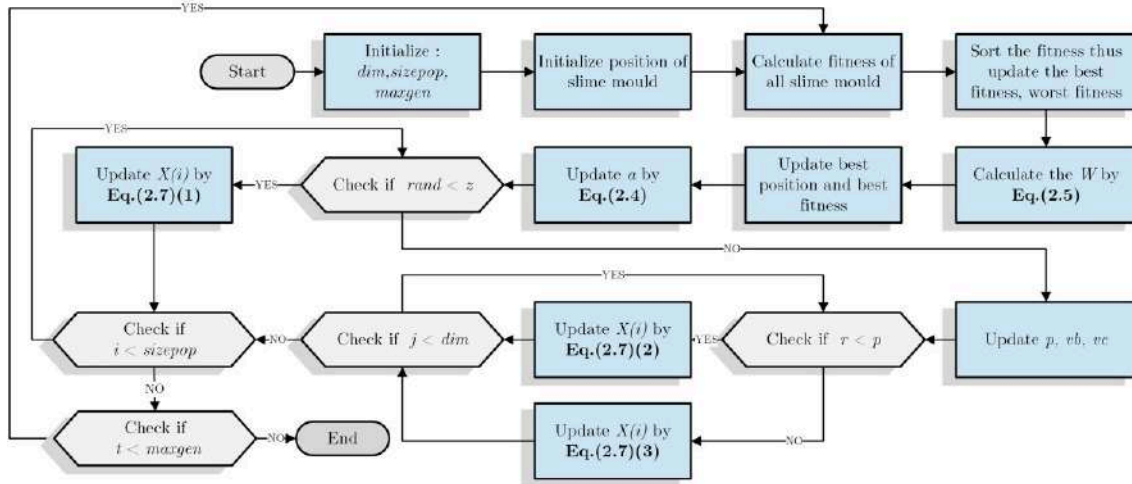 YES
Start
Initialize :
dim,sizepop,
maxgen
Initialize position of
slime mould
Calculate fitness of
all slime mould
Sort the fitness thus
update the best
fitness, worst fitness
YES
Update X(i) by
Eq.(2.7)(1)
YES
Check if rand < z
Update a by
Eq.(2.4)
Update best
position and best
fitness
Calculate the W by
Eq.(2.5)
NO
YES
Check if
i < sizepop
NO
Check if j < dim
Update X(i) by
Eq.(2.7)(2)
YES
Check if r < p
Update p, vb, vc
NO
Check if
t < maxgen
NO
End
Update X(i) by
Eq.(2.7)(3)
NO